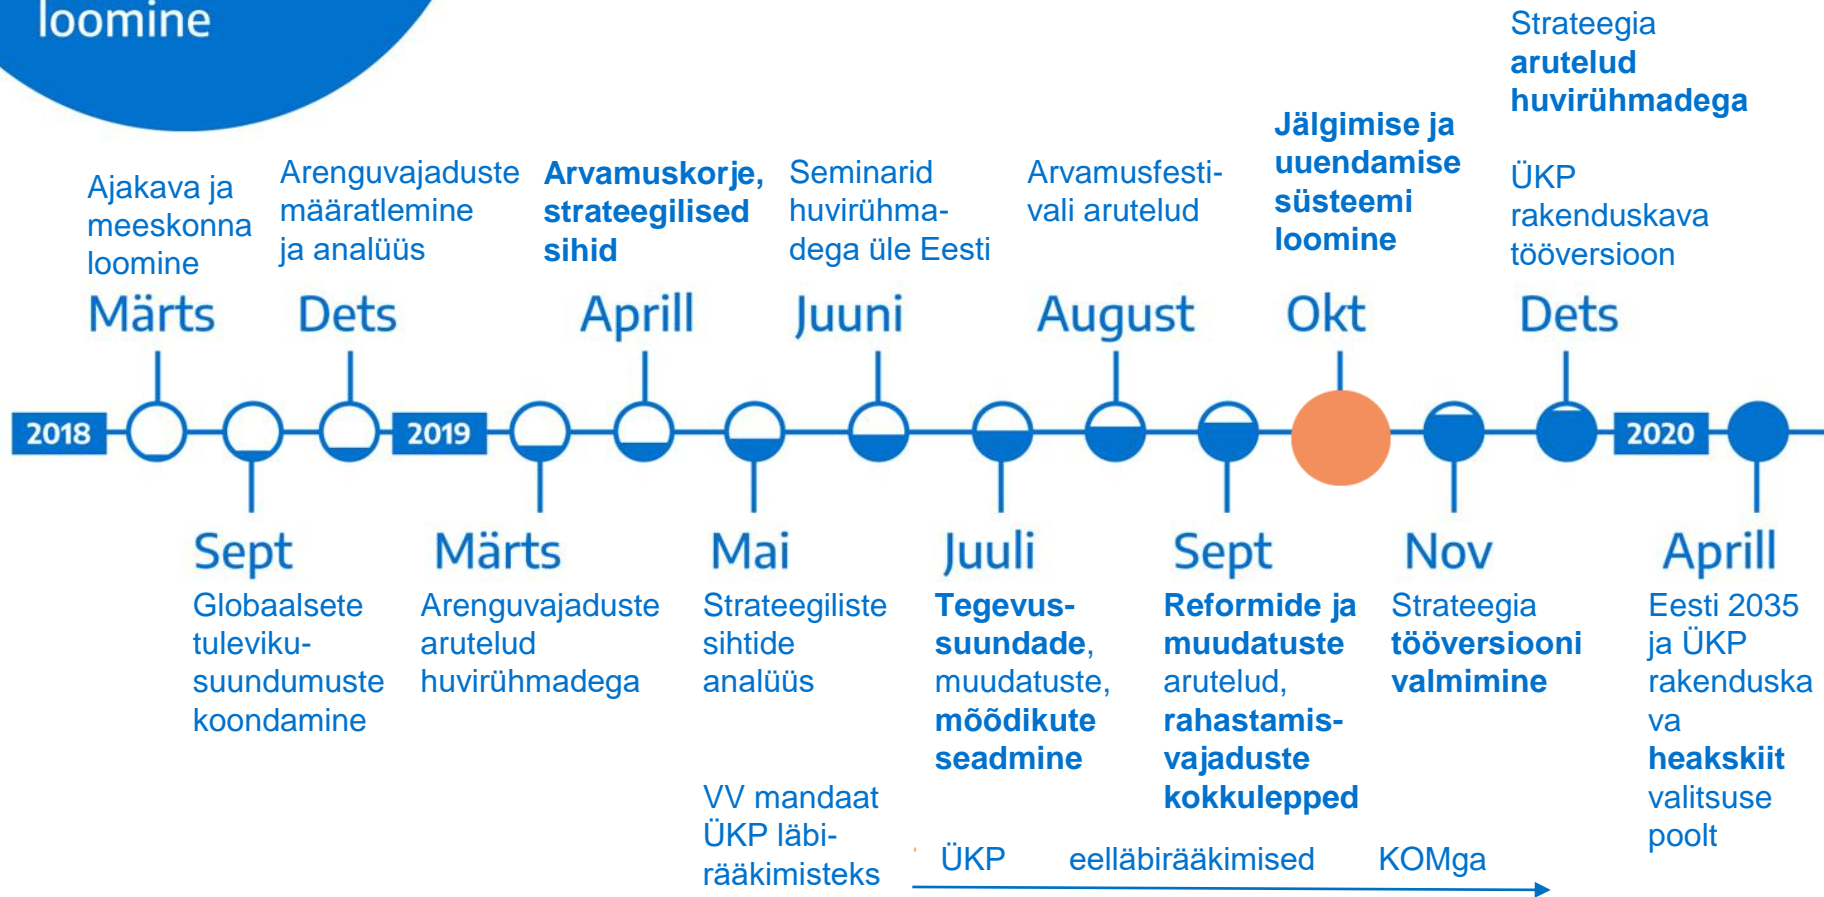 loomine
Strateegia
arutelud
huvirühmadega
ÜKP
rakenduskava
tööversioon
Ajakava ja
meeskonna
loomine
Arenguvajaduste
määratlemine
ja analüüs
Arvamuskorje,
strateegilised
sihid
Seminarid
huvirühma-
dega üle Eesti
Arvamusfesti-
vali arutelud
Jälgimise ja
uuendamise
süsteemi
loomine
Märts
Dets
Aprill
Juuni
August
Okt
Dets
2018
2019
2020
Sept
Globaalsete
tuleviku-
suundumuste
koondamine
Märts
Arenguvajaduste
arutelud
huvirühmadega
Mai
Strateegiliste
sihtide
analüüs
VV mandaat
ÜKP läbi-
rääkimisteks
Juuli
Tegevus-
suundade,
muudatuste,
mõõdikute
seadmine
Sept
Reformide ja
muudatuste
arutelud,
rahastamis-
vajaduste
kokkulepped
Nov
Strateegia
tööversiooni
valmimine
Aprill
Eesti 2035
ja ÜKP
rakenduska
va
heakskiit
valitsuse
poolt
ÜKP eelläbirääkimised KOMga